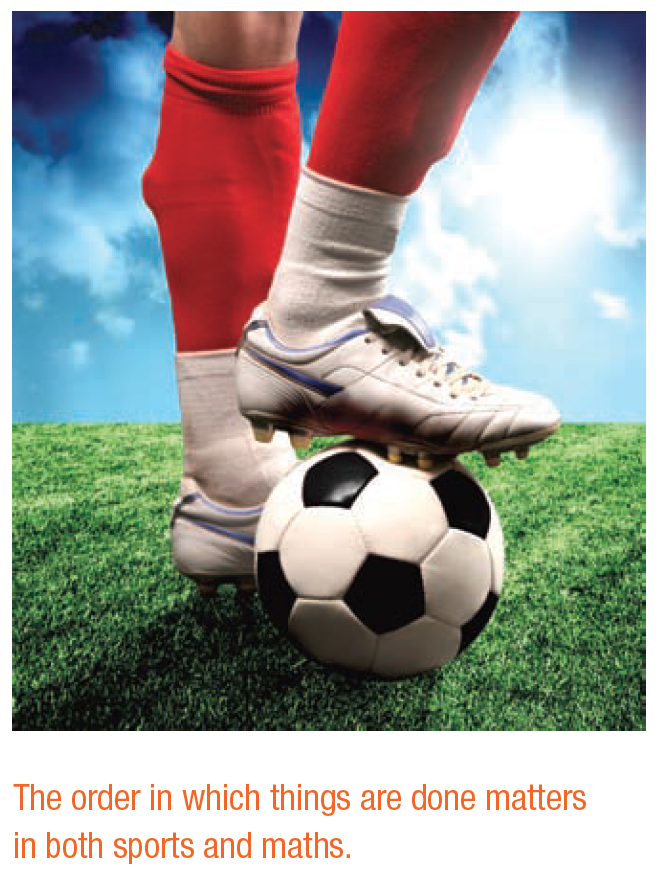 The order in which things are done matters
in both sports and maths.